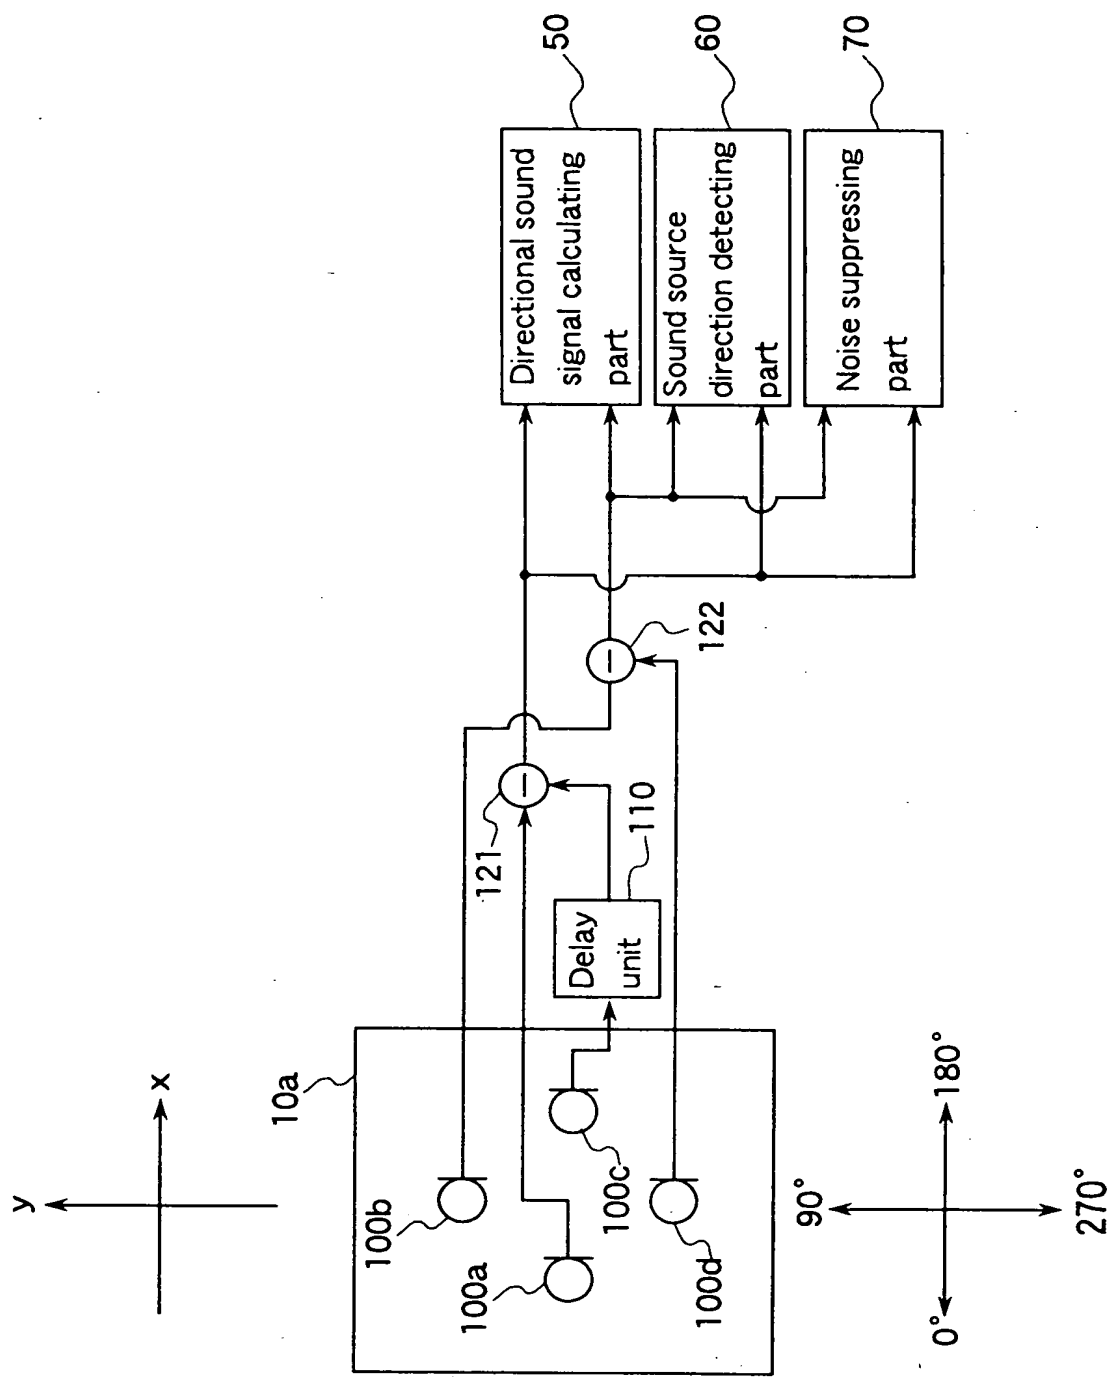 y
x
10a
100b
100a
100c
100d
Delay
unit
110
121
122
Directional sound
signal calculating
part
50
Sound source
direction detecting
part
60
Noise suppressing
part
70
90°
0°
180°
270°